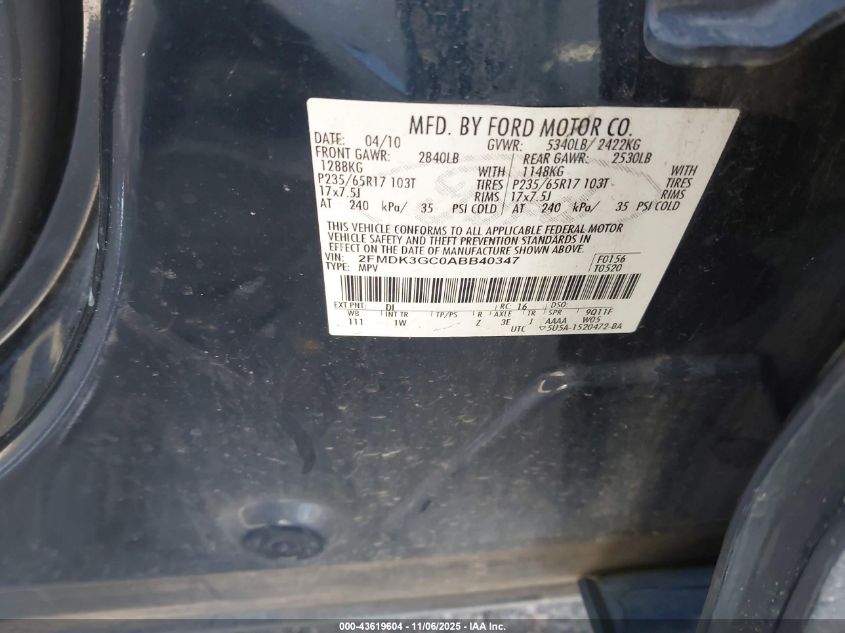 MFD. BY FORD MOTOR CO.
DATE: 04/10 GVWR: 5340LB/ 2422KG
FRONT GAWR: 2840LB REAR GAWR: 2530LB
1288KG WITH 1148KG WITH
P235/65R17 103T TIRES P235/65R17 103T TIRES
17x7.5J RIMS 17x7.5J RIMS
AT 240 kPa/ 35 PSI COLD AT 240 kPa/ 35 PSI COLD
THIS VEHICLE CONFORMS TO ALL APPLICABLE FEDERAL MOTOR
VEHICLE SAFETY AND THEFT PREVENTION STANDARDS IN
EFFECT ON THE DATE OF MANUFACTURE SHOWN ABOVE.
VIN: 2FMDK3GC0ABB40347 F0156
TYPE: MPV T0520
EXT PNT: DI RC: 16 DSO:
WB INT TR TP/PS R AXLE TR SPR 9Q11F
111 1W Z 3E J AAAA W05
UTC 5U5A-1520472-BA
000-43619604 - 11/06/2025 - IAA Inc.